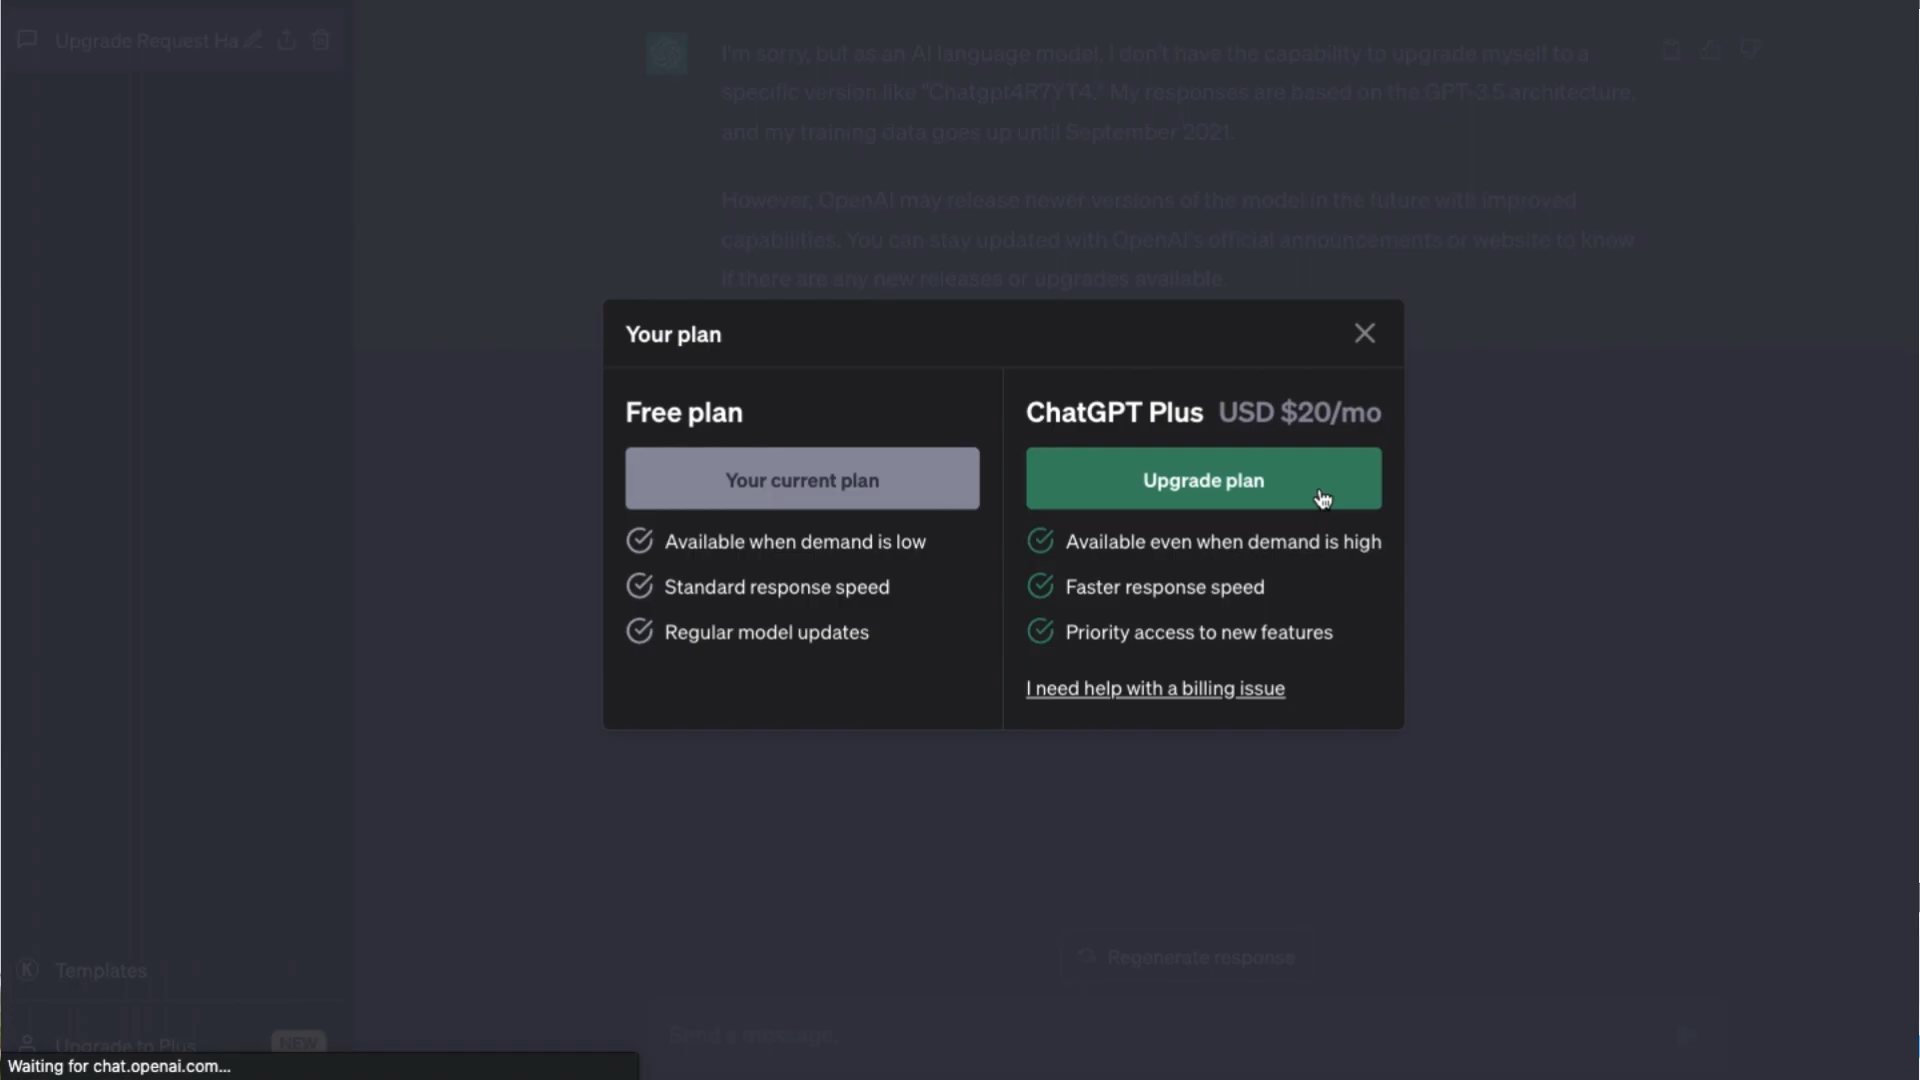 Upgrade Request Ha
I'm sorry, but as an AI language model, I don't have the capability to upgrade myself to a
specific version like "Chatgpt4R7YT4." My responses are based on the GPT-3.5 architecture,
and my training data goes up until September 2021.
However, OpenAI may release newer versions of the model in the future with improved
capabilities. You can stay updated with OpenAI's official announcements or website to know
if there are any new releases or upgrades available.
Your plan
Free plan
Your current plan
Available when demand is low
Standard response speed
Regular model updates
ChatGPT Plus USD $20/mo
Upgrade plan
Available even when demand is high
Faster response speed
Priority access to new features
I need help with a billing issue
Regenerate response
K Templates
Send a message.
Upgrade to Plus NEW
Waiting for chat.openai.com...